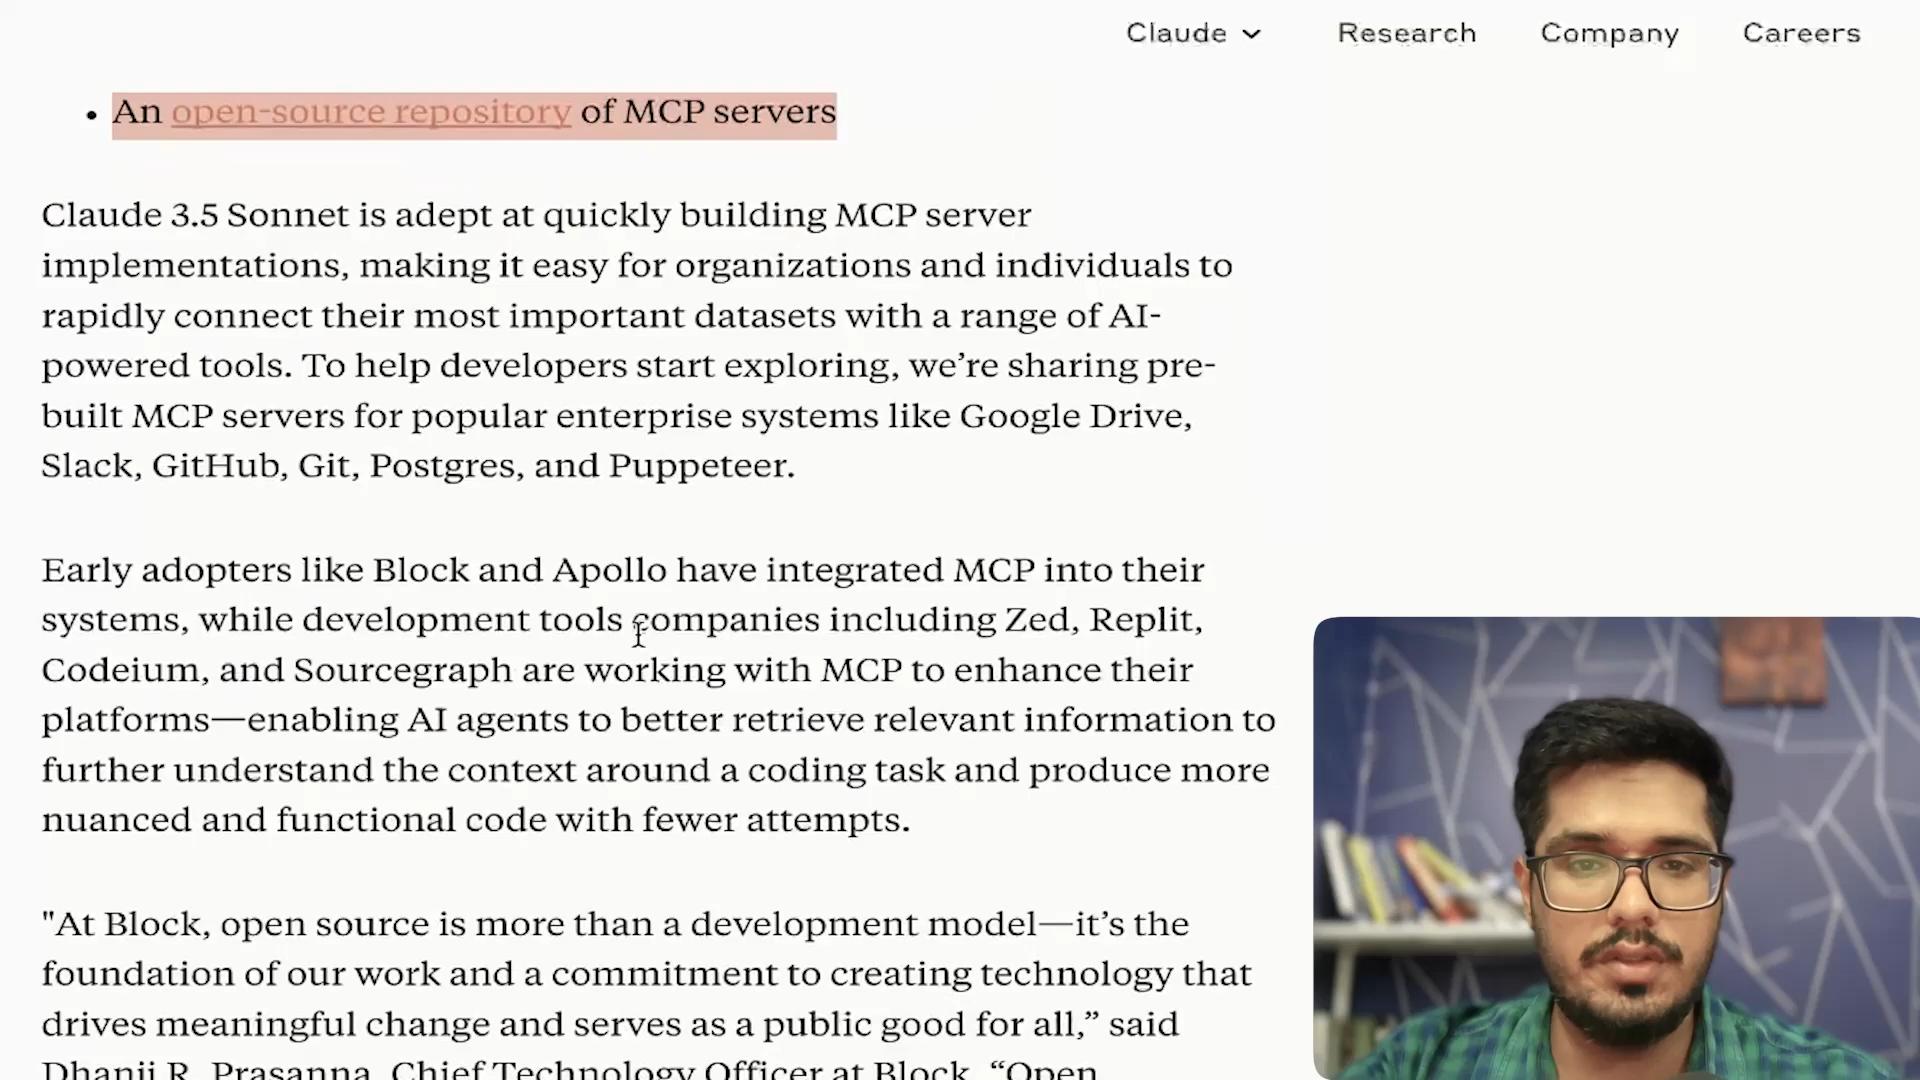 Claude Research Company Careers
• An open-source repository of MCP servers
Claude 3.5 Sonnet is adept at quickly building MCP server
implementations, making it easy for organizations and individuals to
rapidly connect their most important datasets with a range of AI-
powered tools. To help developers start exploring, we’re sharing pre-
built MCP servers for popular enterprise systems like Google Drive,
Slack, GitHub, Git, Postgres, and Puppeteer.
Early adopters like Block and Apollo have integrated MCP into their
systems, while development tools companies including Zed, Replit,
Codeium, and Sourcegraph are working with MCP to enhance their
platforms—enabling AI agents to better retrieve relevant information to
further understand the context around a coding task and produce more
nuanced and functional code with fewer attempts.
"At Block, open source is more than a development model—it’s the
foundation of our work and a commitment to creating technology that
drives meaningful change and serves as a public good for all,” said
Dhanji R. Prasanna, Chief Technology Officer at Block. “Open